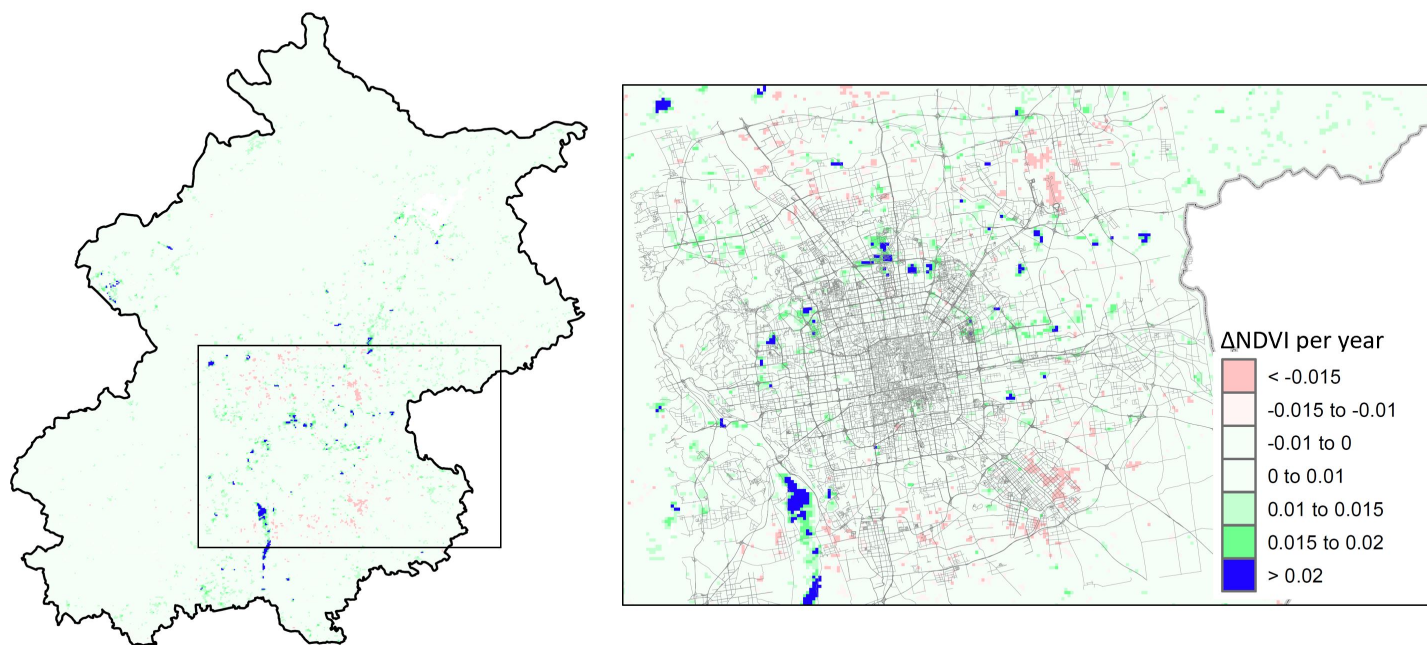 ΔNDVI per year
< -0.015
-0.015 to -0.01
-0.01 to 0
0 to 0.01
0.01 to 0.015
0.015 to 0.02
> 0.02